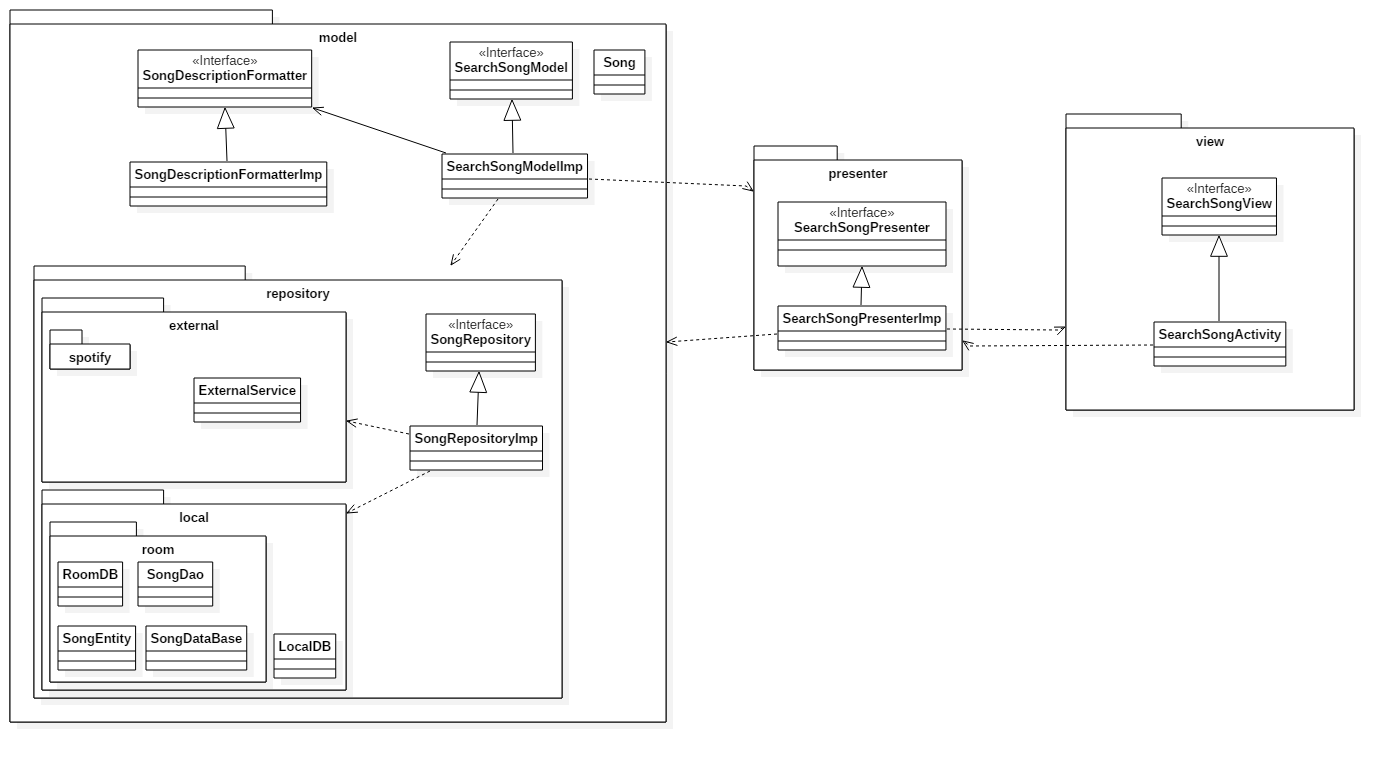 model
«Interface»
SongDescriptionFormatter
«Interface»
SearchSongModel
Song
SongDescriptionFormatterImp
SearchSongModelImp
repository
external
spotify
ExternalService
«Interface»
SongRepository
SongRepositoryImp
local
room
RoomDB
SongDao
SongEntity
SongDataBase
LocalDB
presenter
«Interface»
SearchSongPresenter
SearchSongPresenterImp
view
«Interface»
SearchSongView
SearchSongActivity